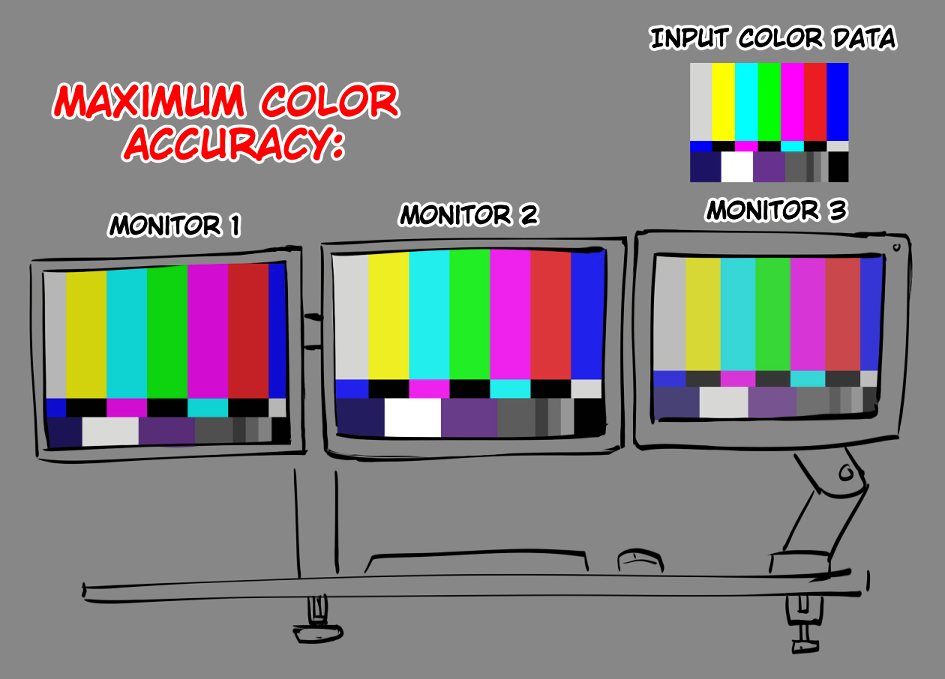 INPUT COLOR DATA
MAXIMUM COLOR
ACCURACY:
MONITOR 1
MONITOR 2
MONITOR 3